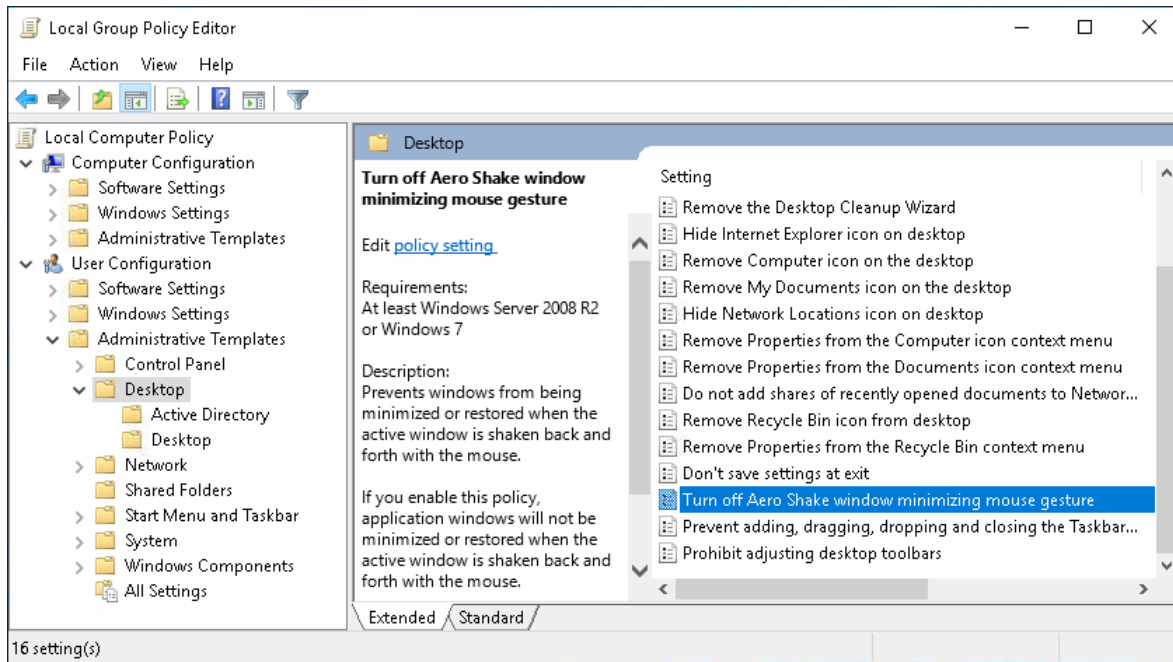 Local Group Policy Editor
File Action View Help
Local Computer Policy
Computer Configuration
Software Settings
Windows Settings
Administrative Templates
User Configuration
Software Settings
Windows Settings
Administrative Templates
Control Panel
Desktop
Active Directory
Desktop
Network
Shared Folders
Start Menu and Taskbar
System
Windows Components
All Settings
Desktop
Turn off Aero Shake window
minimizing mouse gesture
Edit policy setting
Requirements:
At least Windows Server 2008 R2
or Windows 7
Description:
Prevents windows from being
minimized or restored when the
active window is shaken back and
forth with the mouse.
If you enable this policy,
application windows will not be
minimized or restored when the
active window is shaken back and
forth with the mouse.
Setting
Remove the Desktop Cleanup Wizard
Hide Internet Explorer icon on desktop
Remove Computer icon on the desktop
Remove My Documents icon on the desktop
Hide Network Locations icon on desktop
Remove Properties from the Computer icon context menu
Remove Properties from the Documents icon context menu
Do not add shares of recently opened documents to Networ...
Remove Recycle Bin icon from desktop
Remove Properties from the Recycle Bin context menu
Don't save settings at exit
Turn off Aero Shake window minimizing mouse gesture
Prevent adding, dragging, dropping and closing the Taskbar...
Prohibit adjusting desktop toolbars
Extended Standard
16 setting(s)